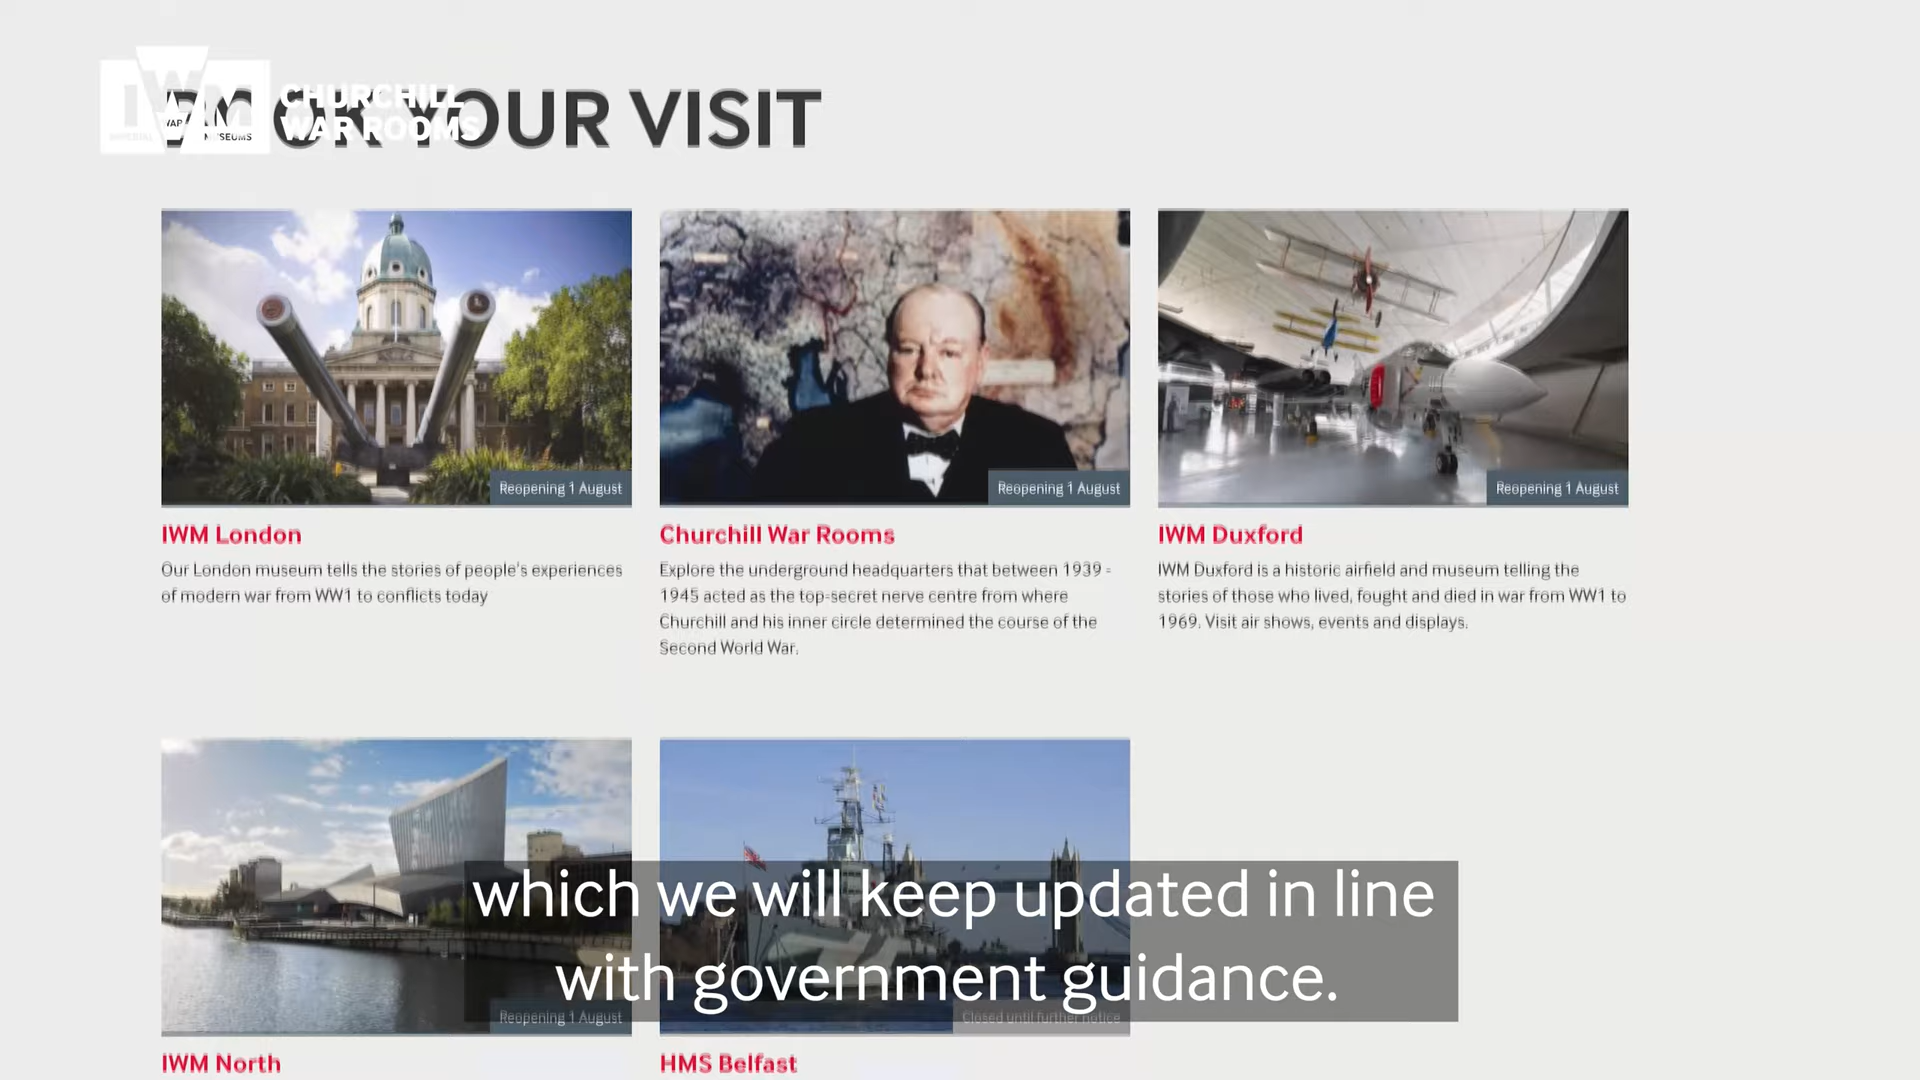 IWM
WAR
MUSEUMS
CHURCHILL
WAR ROOMS
BOOK YOUR VISIT
Reopening 1 August
Reopening 1 August
Reopening 1 August
IWM London
Our London museum tells the stories of people's experiences
of modern war from WW1 to conflicts today
Churchill War Rooms
Explore the underground headquarters that between 1939 -
1945 acted as the top-secret nerve centre from where
Churchill and his inner circle determined the course of the
Second World War.
IWM Duxford
IWM Duxford is a historic airfield and museum telling the
stories of those who lived, fought and died in war from WW1 to
1969. Visit air shows, events and displays.
which we will keep updated in line
with government guidance.
Reopening 1 August
Closed until further notice
IWM North
HMS Belfast